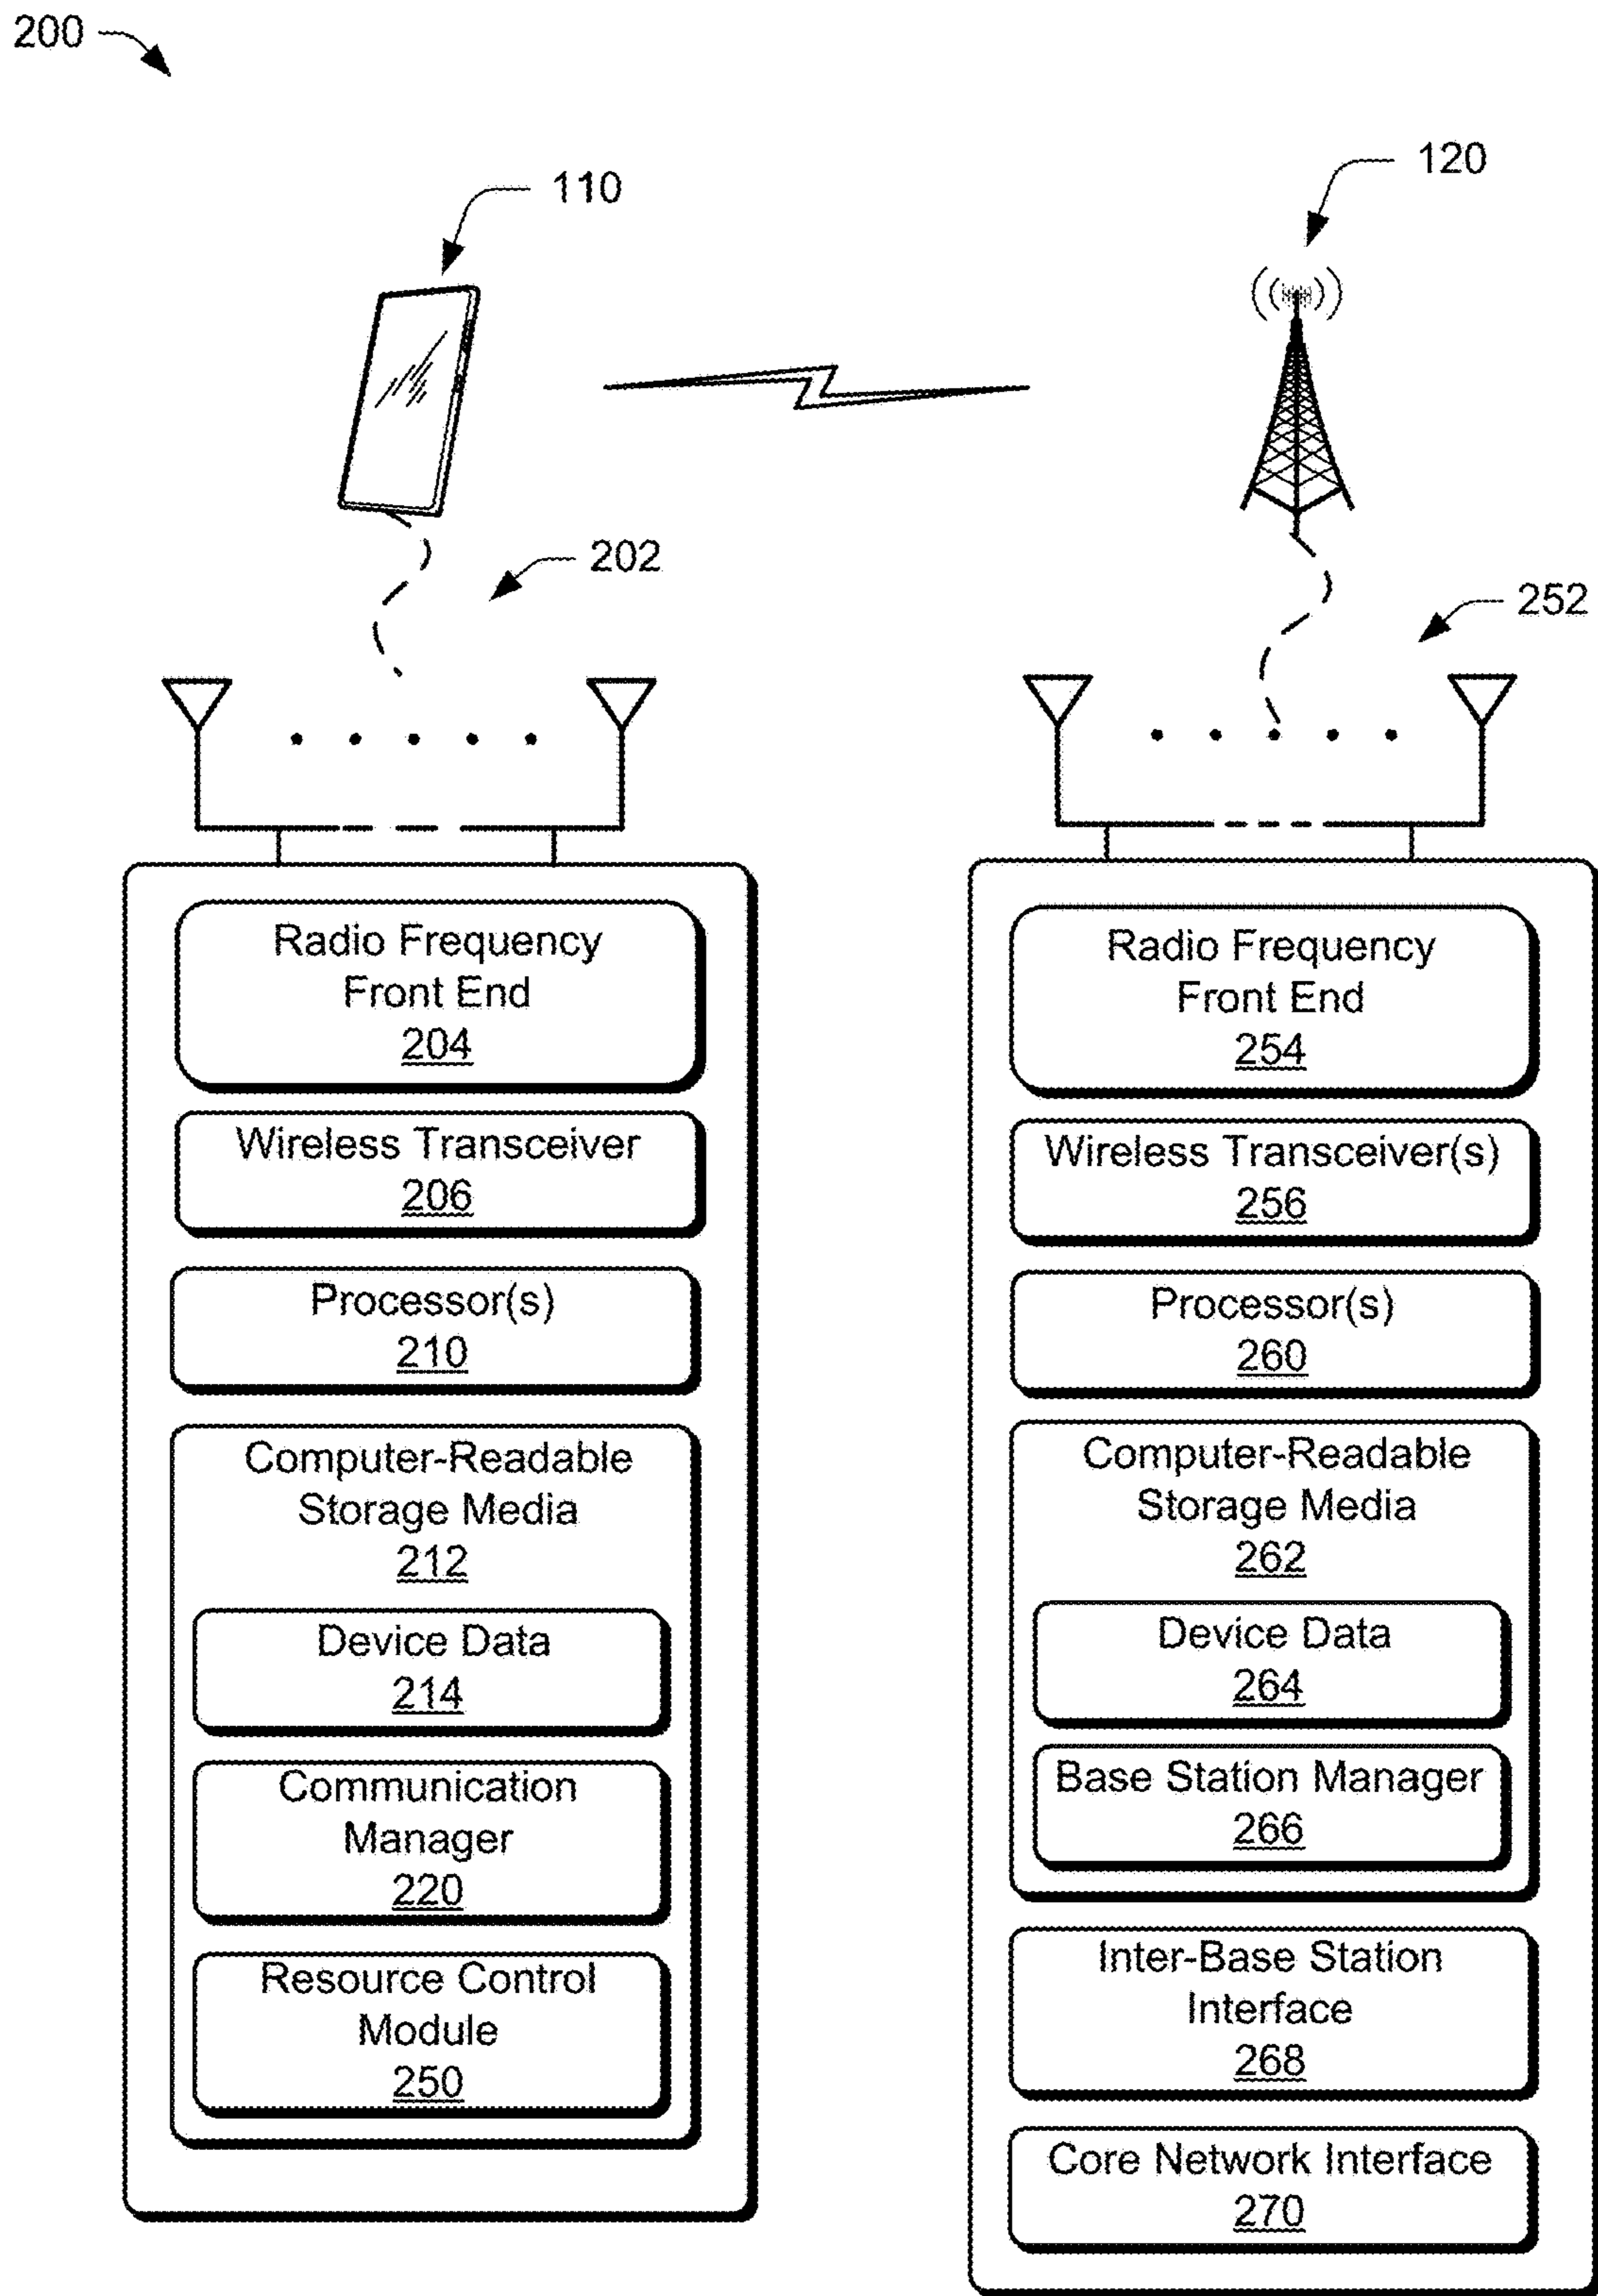 200
110
120
202
252
Radio Frequency
Front End
204
Wireless Transceiver
206
Processor(s)
210
Computer-Readable
Storage Media
212
Device Data
214
Communication
Manager
220
Resource Control
Module
250
Radio Frequency
Front End
254
Wireless Transceiver(s)
256
Processor(s)
260
Computer-Readable
Storage Media
262
Device Data
264
Base Station Manager
266
Inter-Base Station
Interface
268
Core Network Interface
270